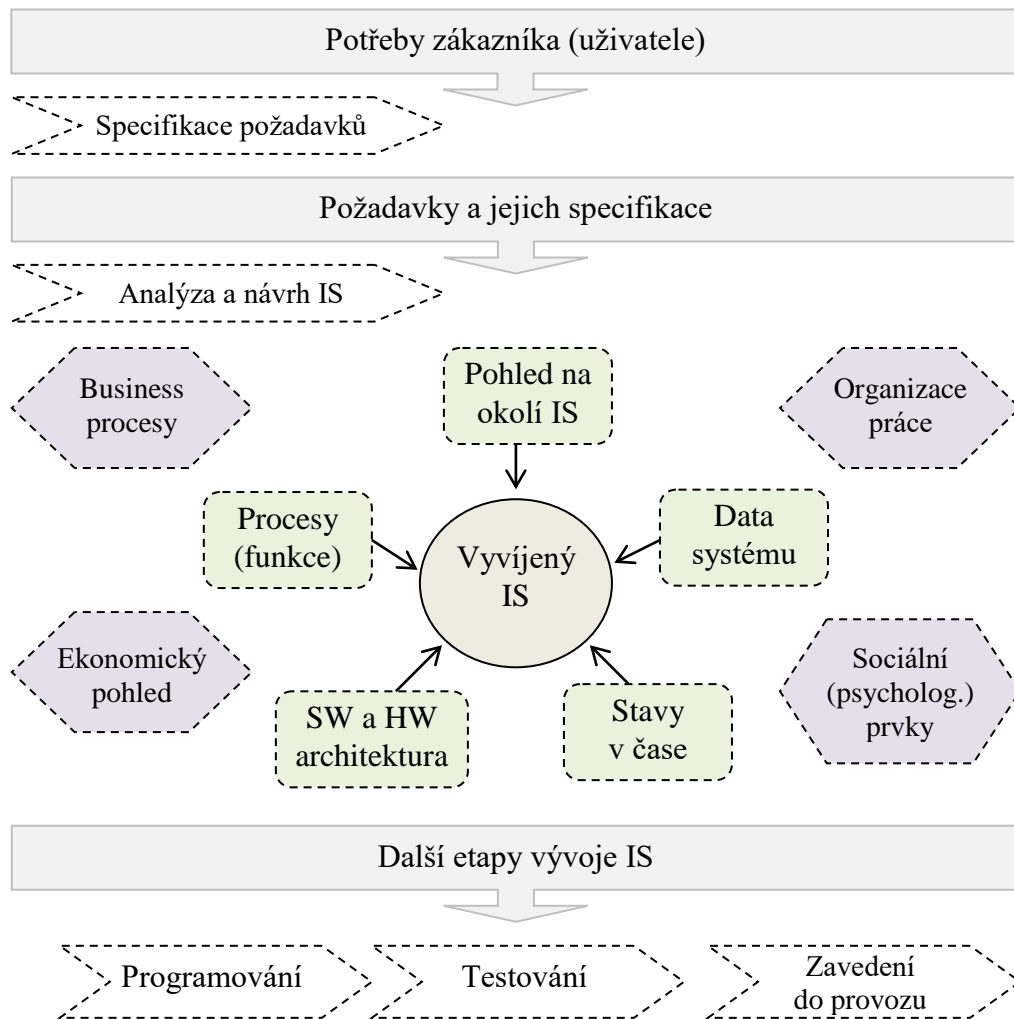 Potřeby zákazníka (uživatele)
Specifikace požadavků
Požadavky a jejich specifikace
Analýza a návrh IS
Business
procesy
Pohled na
okolí IS
Organizace
práce
Procesy
(funkce)
Vyvíjený
IS
Data
systému
Ekonomický
pohled
SW a HW
architektura
Stavy
v čase
Sociální
(psycholog.)
prvky
Další etapy vývoje IS
Programování
Testování
Zavedení
do provozu